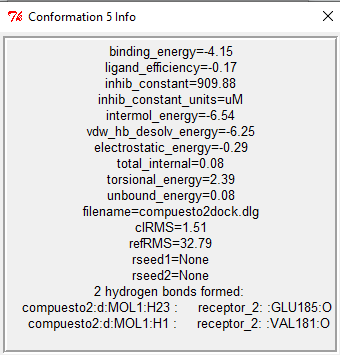 Conformation 5 Info
binding_energy=-4.15
ligand_efficiency=-0.17
inhib_constant=909.88
inhib_constant_units=uM
intermol_energy=-6.54
vdw_hb_desolv_energy=-6.25
electrostatic_energy=-0.29
total_internal=0.08
torsional_energy=2.39
unbound_energy=0.08
filename=compuesto2dock.dlg
clRMS=1.51
refRMS=32.79
rseed1=None
rseed2=None
2 hydrogen bonds formed:
compuesto2:d:MOL1:H23 : receptor_2: :GLU185:O
compuesto2:d:MOL1:H1 : receptor_2: :VAL181:O